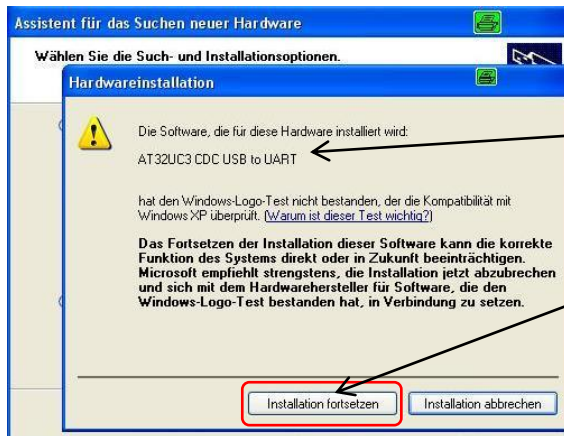 Assistent für das Suchen neuer Hardware
Wählen Sie die Such- und Installationsoptionen.
Hardwareinstallation
Die Software, die für diese Hardware installiert wird:
AT32UC3 CDC USB to UART
hat den Windows-Logo-Test nicht bestanden, der die Kompatibilität mit
Windows XP überprüft. (Warum ist dieser Test wichtig?)
Das Fortsetzen der Installation dieser Software kann die korrekte
Funktion des Systems direkt oder in Zukunft beeinträchtigen.
Microsoft empfiehlt strengstens, die Installation jetzt abzubrechen
und sich mit dem Hardwarehersteller für Software, die den
Windows-Logo-Test bestanden hat, in Verbindung zu setzen.
Installation fortsetzen
Installation abbrechen